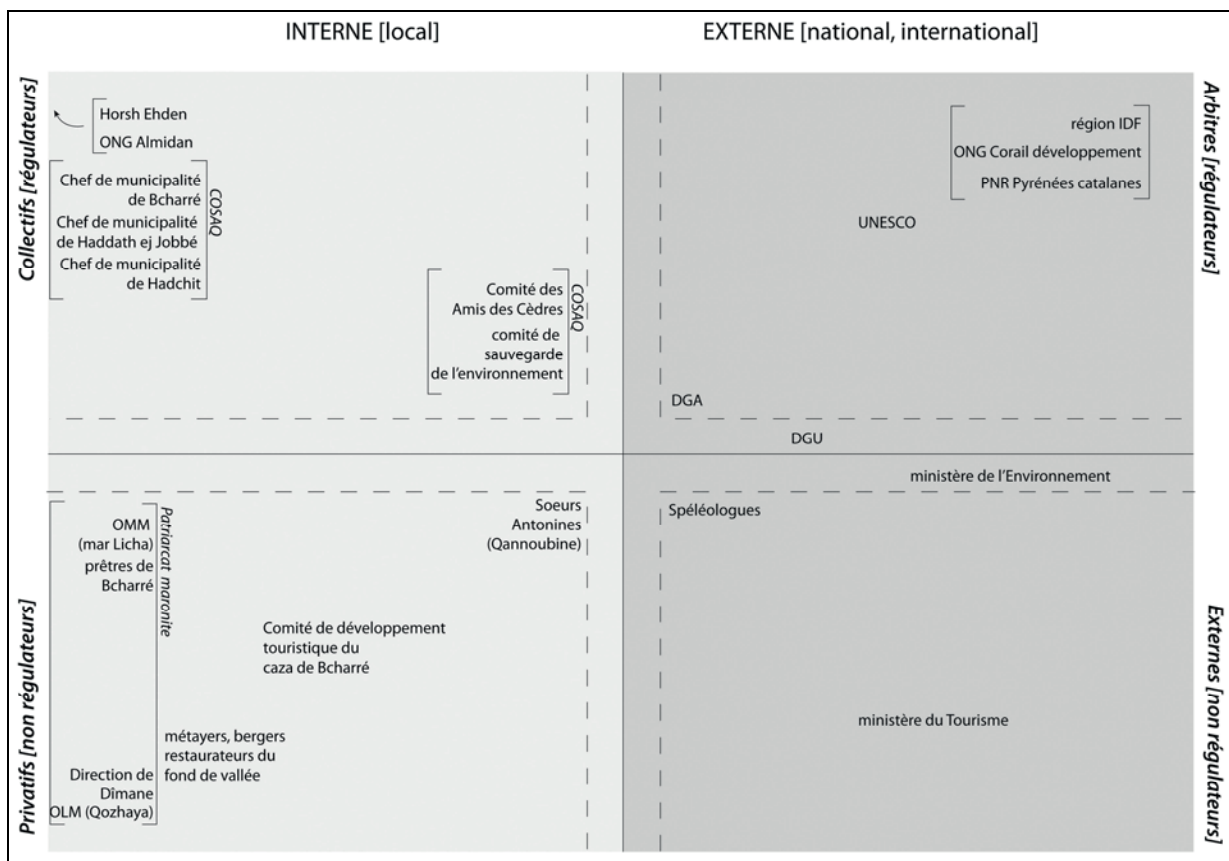 INTERNE [local]
EXTERNE [national, international]
Collectifs [régulateurs]
Horsh Ehden
ONG Almidan
Chef de municipalité
de Bcharré
Chef de municipalité
de Haddath ej Jobbé
Chef de municipalité
de Hadchit
COSAQ
Comité des
Amis des Cèdres
comité de
sauvegarde
de l'environnement
COSAQ
Arbitres [régulateurs]
région IDF
ONG Corail développement
PNR Pyrénées catalanes
UNESCO
DGA
DGU
Privatifs [non régulateurs]
OMM
(mar Licha)
prêtres de
Bcharré
Patriarcat maronite
Soeurs
Antonines
(Qannoubine)
Comité de développement
touristique du
caza de Bcharré
métayers, bergers
restaurateurs du
fond de vallée
Direction de
Dîmane
OLM (Qozhaya)
ministère de l'Environnement
Spéléologues
ministère du Tourisme
Externes [non régulateurs]